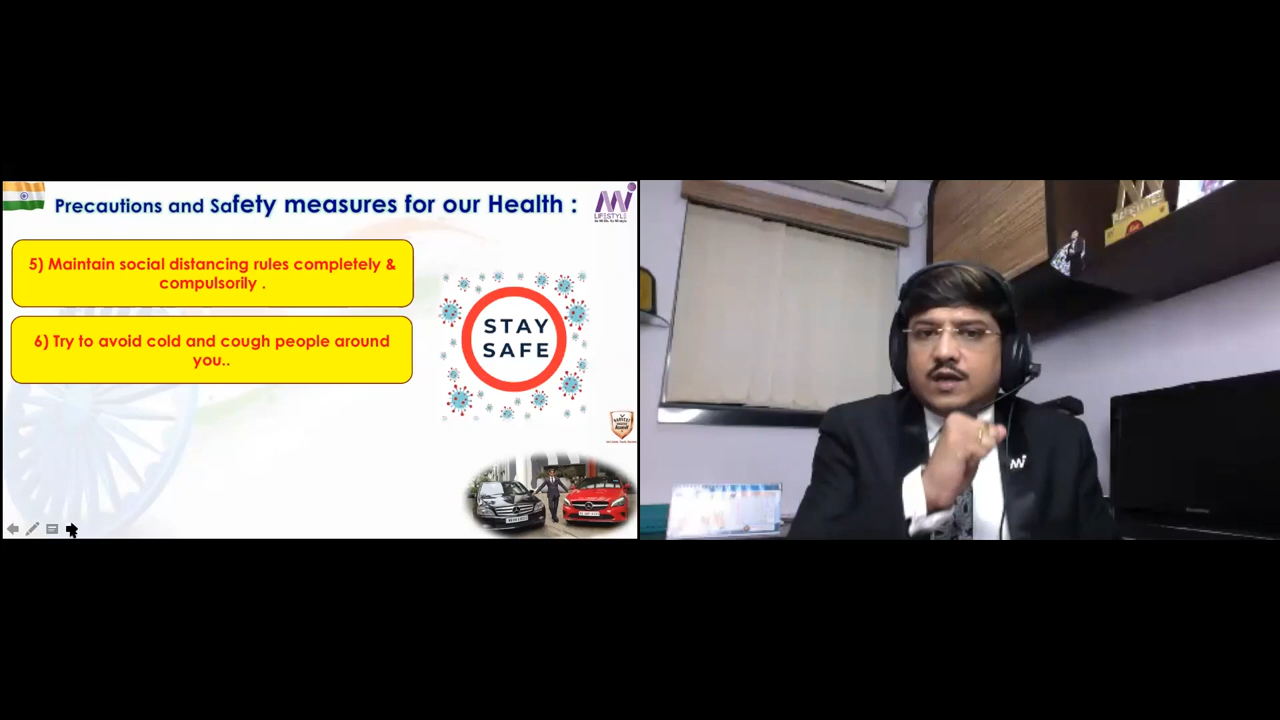 Precautions and Safety measures for our Health :
LIFESTYLE
5) Maintain social distancing rules completely &
compulsorily .
6) Try to avoid cold and cough people around
you..
STAY
SAFE